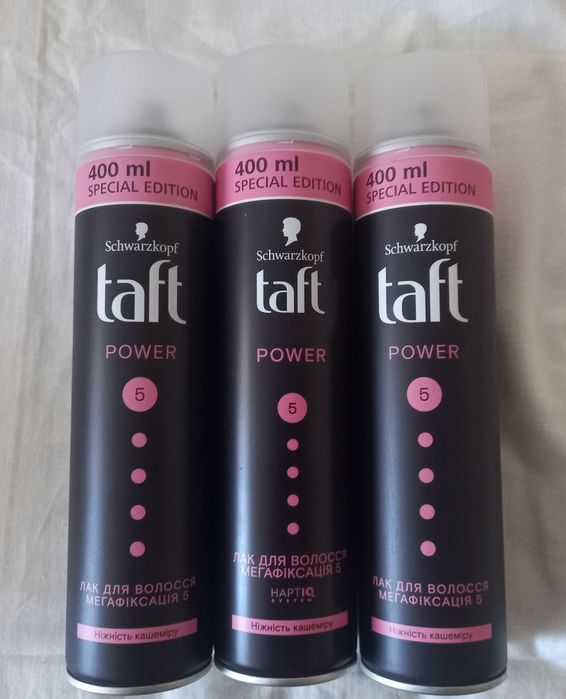 400 ml
SPECIAL EDITION
Schwarzkopf
taft
POWER
5
ЛАК ДЛЯ ВОЛОССЯ
МЕГАФІКСАЦІЯ 5
Ніжність кашеміру
400 ml
SPECIAL EDITION
Schwarzkopf
taft
POWER
5
ЛАК ДЛЯ ВОЛОССЯ
МЕГАФІКСАЦІЯ 5
HAPTIQ
SYSTEM
Ніжність кашеміру
400 ml
SPECIAL EDITION
Schwarzkopf
taft
POWER
5
ЛАК ДЛЯ ВОЛОССЯ
МЕГАФІКСАЦІЯ 5
Ніжність кашеміру